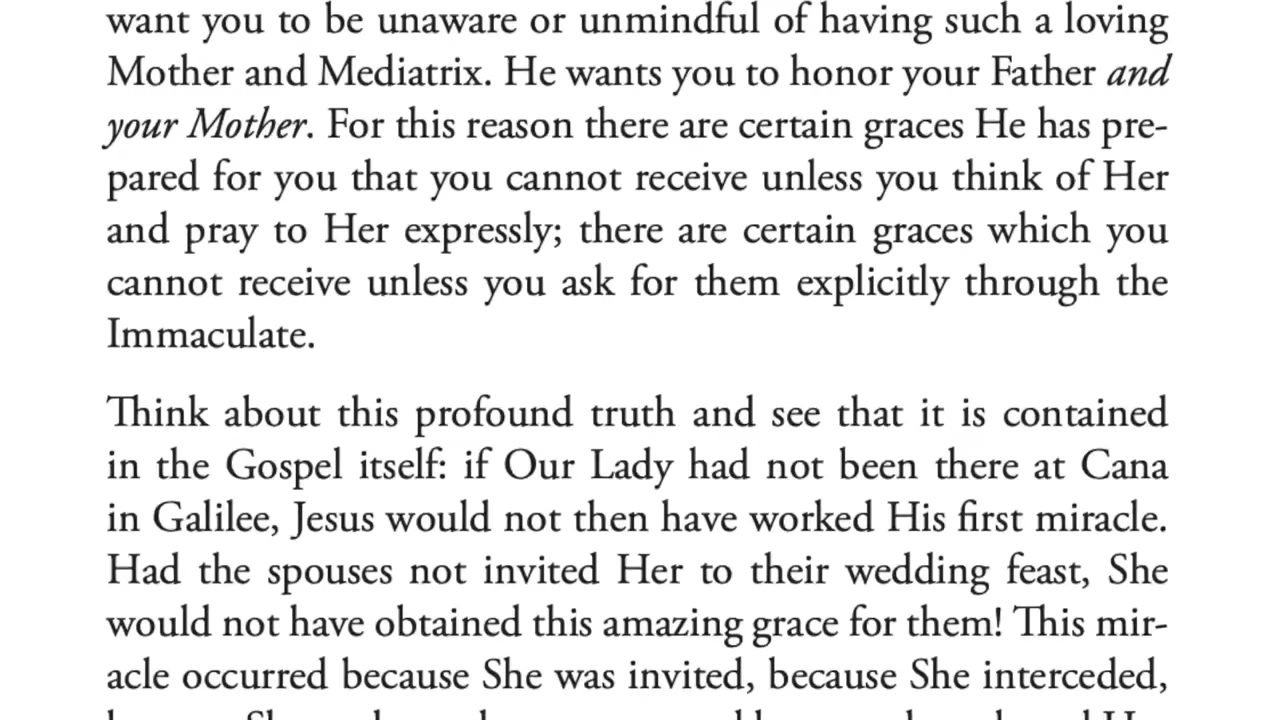 want you to be unaware or unmindful of having such a loving
Mother and Mediatrix. He wants you to honor your Father and
your Mother. For this reason there are certain graces He has pre-
pared for you that you cannot receive unless you think of Her
and pray to Her expressly; there are certain graces which you
cannot receive unless you ask for them explicitly through the
Immaculate.
Think about this profound truth and see that it is contained
in the Gospel itself: if Our Lady had not been there at Cana
in Galilee, Jesus would not then have worked His first miracle.
Had the spouses not invited Her to their wedding feast, She
would not have obtained this amazing grace for them! This mir-
acle occurred because She was invited, because She interceded,